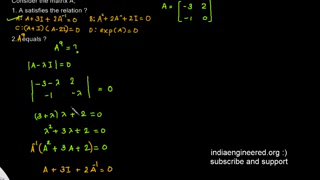 Consider the matrix A,
A = [-3 2
-1 0]
1. A satisfies the relation ?
A: A+3I+2A⁻¹=0 B: A²+2A+2I=0
C: (A+I)(A+2I)=0 D: exp(A)=0
2. A⁹ equals ?
A⁹ = ?
|A-λI| = 0
|-3-λ 2
-1 -λ| = 0
(3+λ)λ + 2 = 0
λ² + 3λ + 2 = 0
A⁻¹(A² + 3A + 2) = 0
A + 3I + 2A⁻¹ = 0
indiaengineered.org :)
subscribe and support